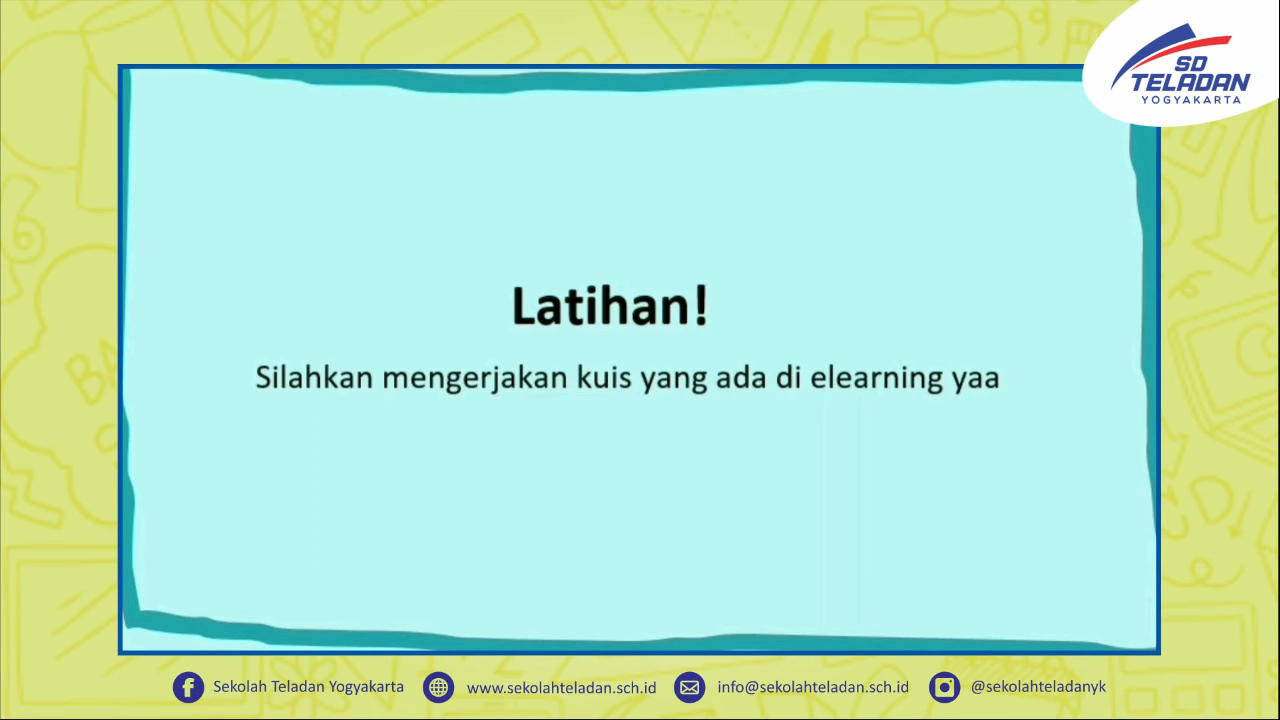 SD
TELADAN
YOGYAKARTA
Latihan!
Silahkan mengerjakan kuis yang ada di elearning yaa
Sekolah Teladan Yogyakarta www.sekolahteladan.sch.id info@sekolahteladan.sch.id @sekolahteladanyk